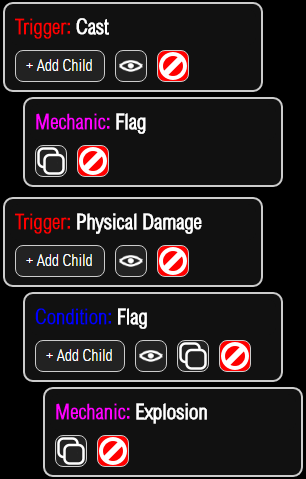 Trigger: Cast
+ Add Child
Mechanic: Flag
Trigger: Physical Damage
+ Add Child
Condition: Flag
+ Add Child
Mechanic: Explosion